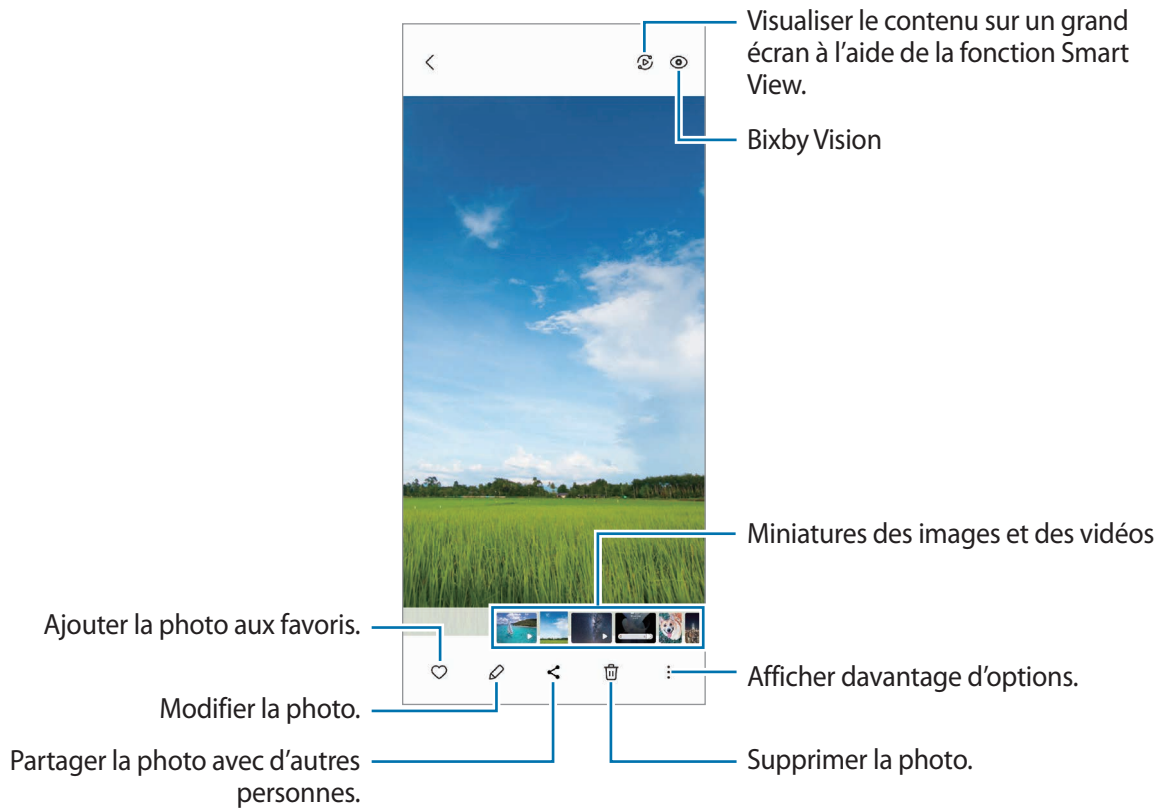 Visualiser le contenu sur un grand
écran à l'aide de la fonction Smart
View.
Bixby Vision
Miniatures des images et des vidéos
Ajouter la photo aux favoris.
Afficher davantage d'options.
Modifier la photo.
Supprimer la photo.
Partager la photo avec d'autres
personnes.